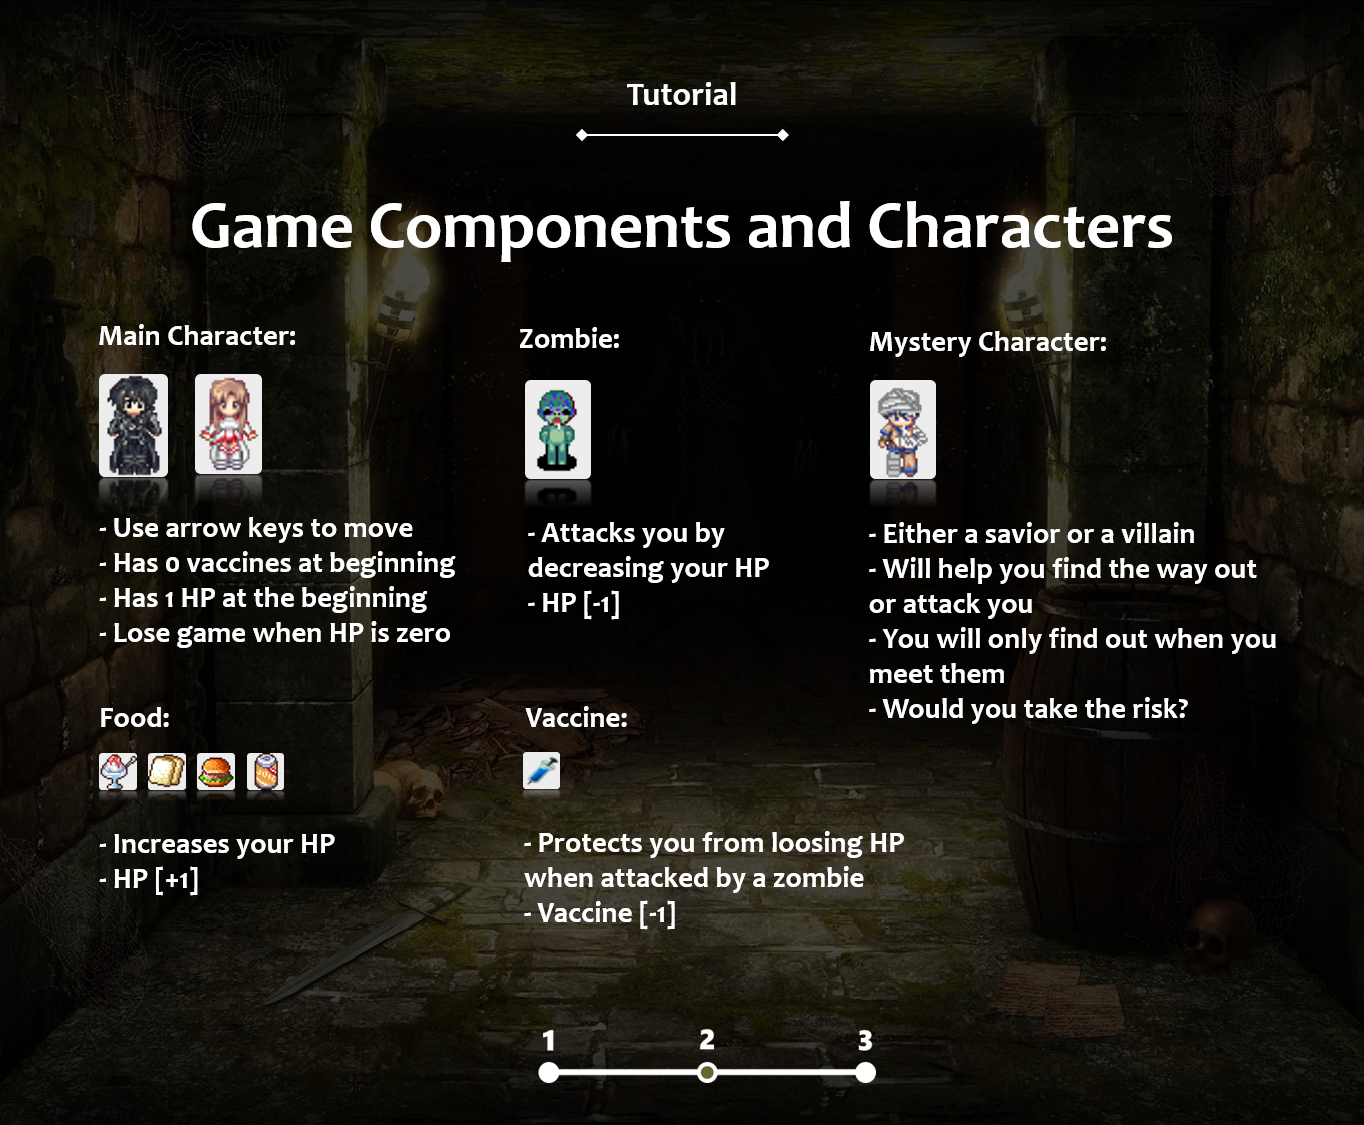 Tutorial
Game Components and Characters
Main Character:
- Use arrow keys to move
- Has 0 vaccines at beginning
- Has 1 HP at the beginning
- Lose game when HP is zero
Zombie:
- Attacks you by
decreasing your HP
- HP [-1]
Mystery Character:
- Either a savior or a villain
- Will help you find the way out
or attack you
- You will only find out when you
meet them
- Would you take the risk?
Food:
- Increases your HP
- HP [+1]
Vaccine:
- Protects you from loosing HP
when attacked by a zombie
- Vaccine [-1]
1 2 3